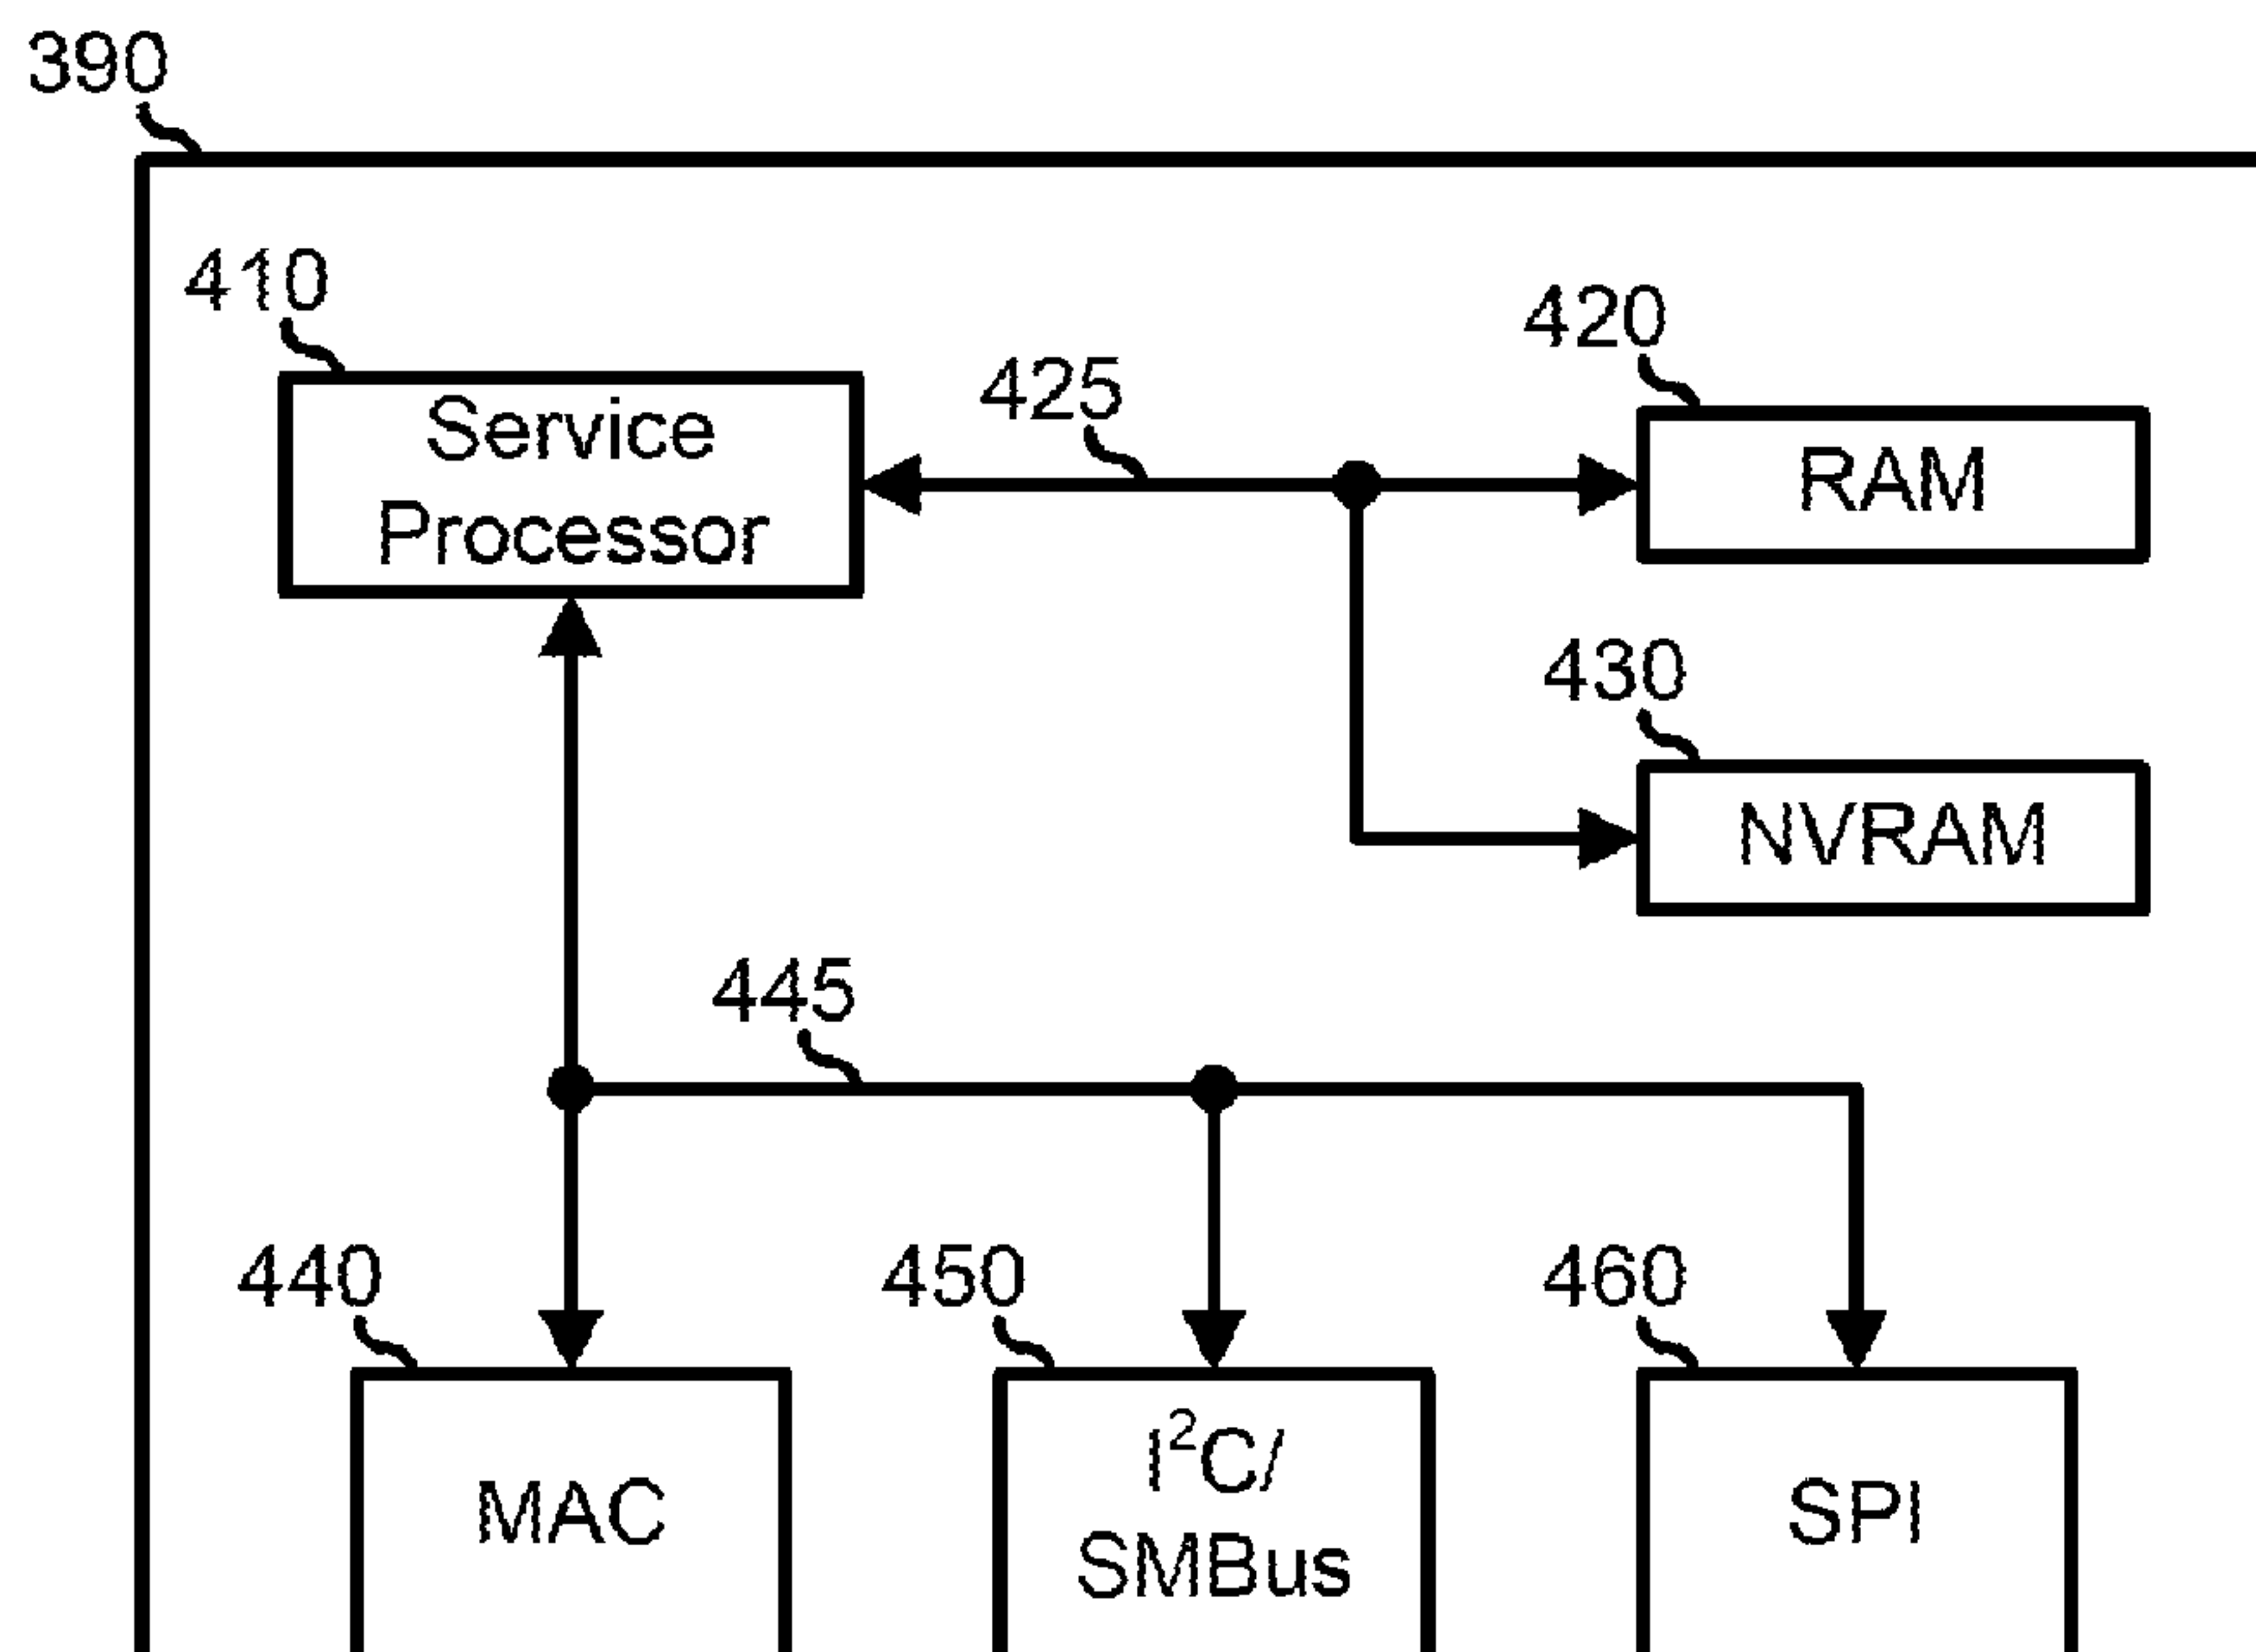 390
410
420
425
Service
Processor
RAM
430
NVRAM
445
440
450
460
MAC
I²C/
SMBus
SPI